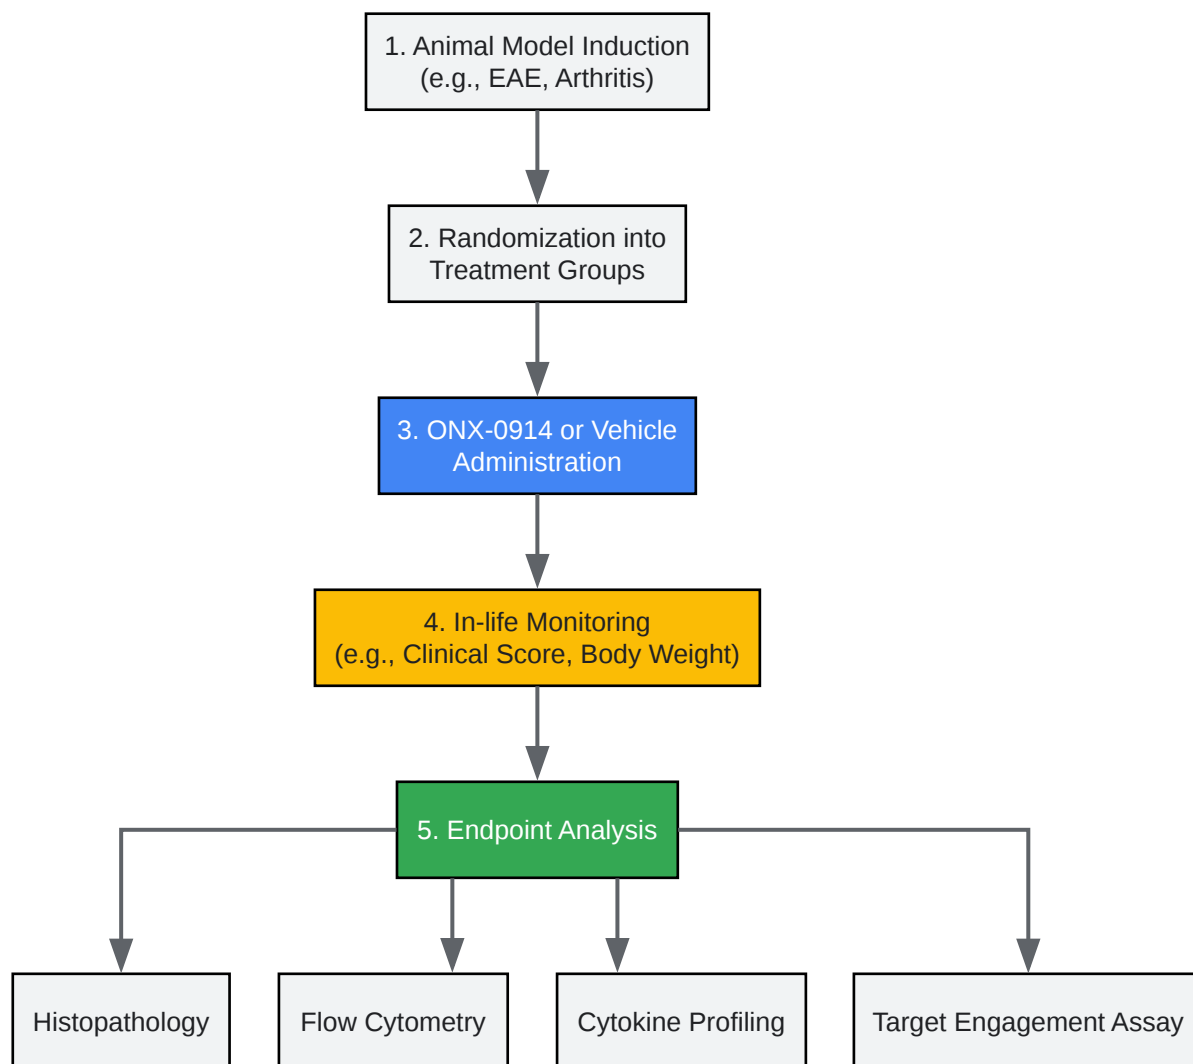 1. Animal Model Induction
(e.g., EAE, Arthritis)
2. Randomization into
Treatment Groups
3. ONX-0914 or Vehicle
Administration
4. In-life Monitoring
(e.g., Clinical Score, Body Weight)
5. Endpoint Analysis
Histopathology
Flow Cytometry
Cytokine Profiling
Target Engagement Assay